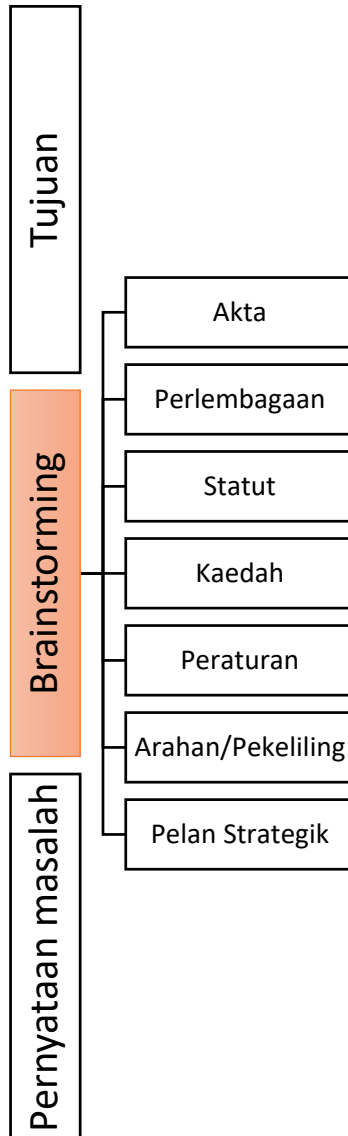 Tujuan
Brainstorming
Akta
Perlembagaan
Statut
Kaedah
Peraturan
Arahan/Pekeliling
Pelan Strategik
Pernyataan masalah